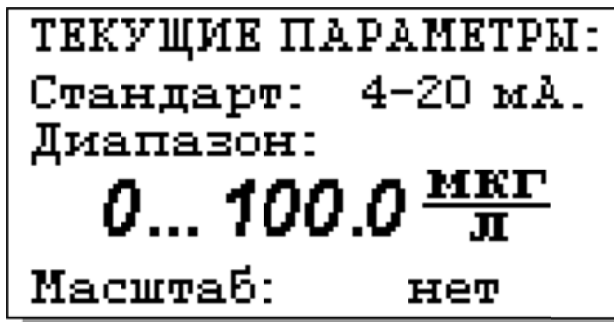 ТЕКУЩИЕ ПАРАМЕТРЫ:
Стандарт: 4-20 мА.
Диапазон:
0... 100.0 мкг/л
Масштаб: нет